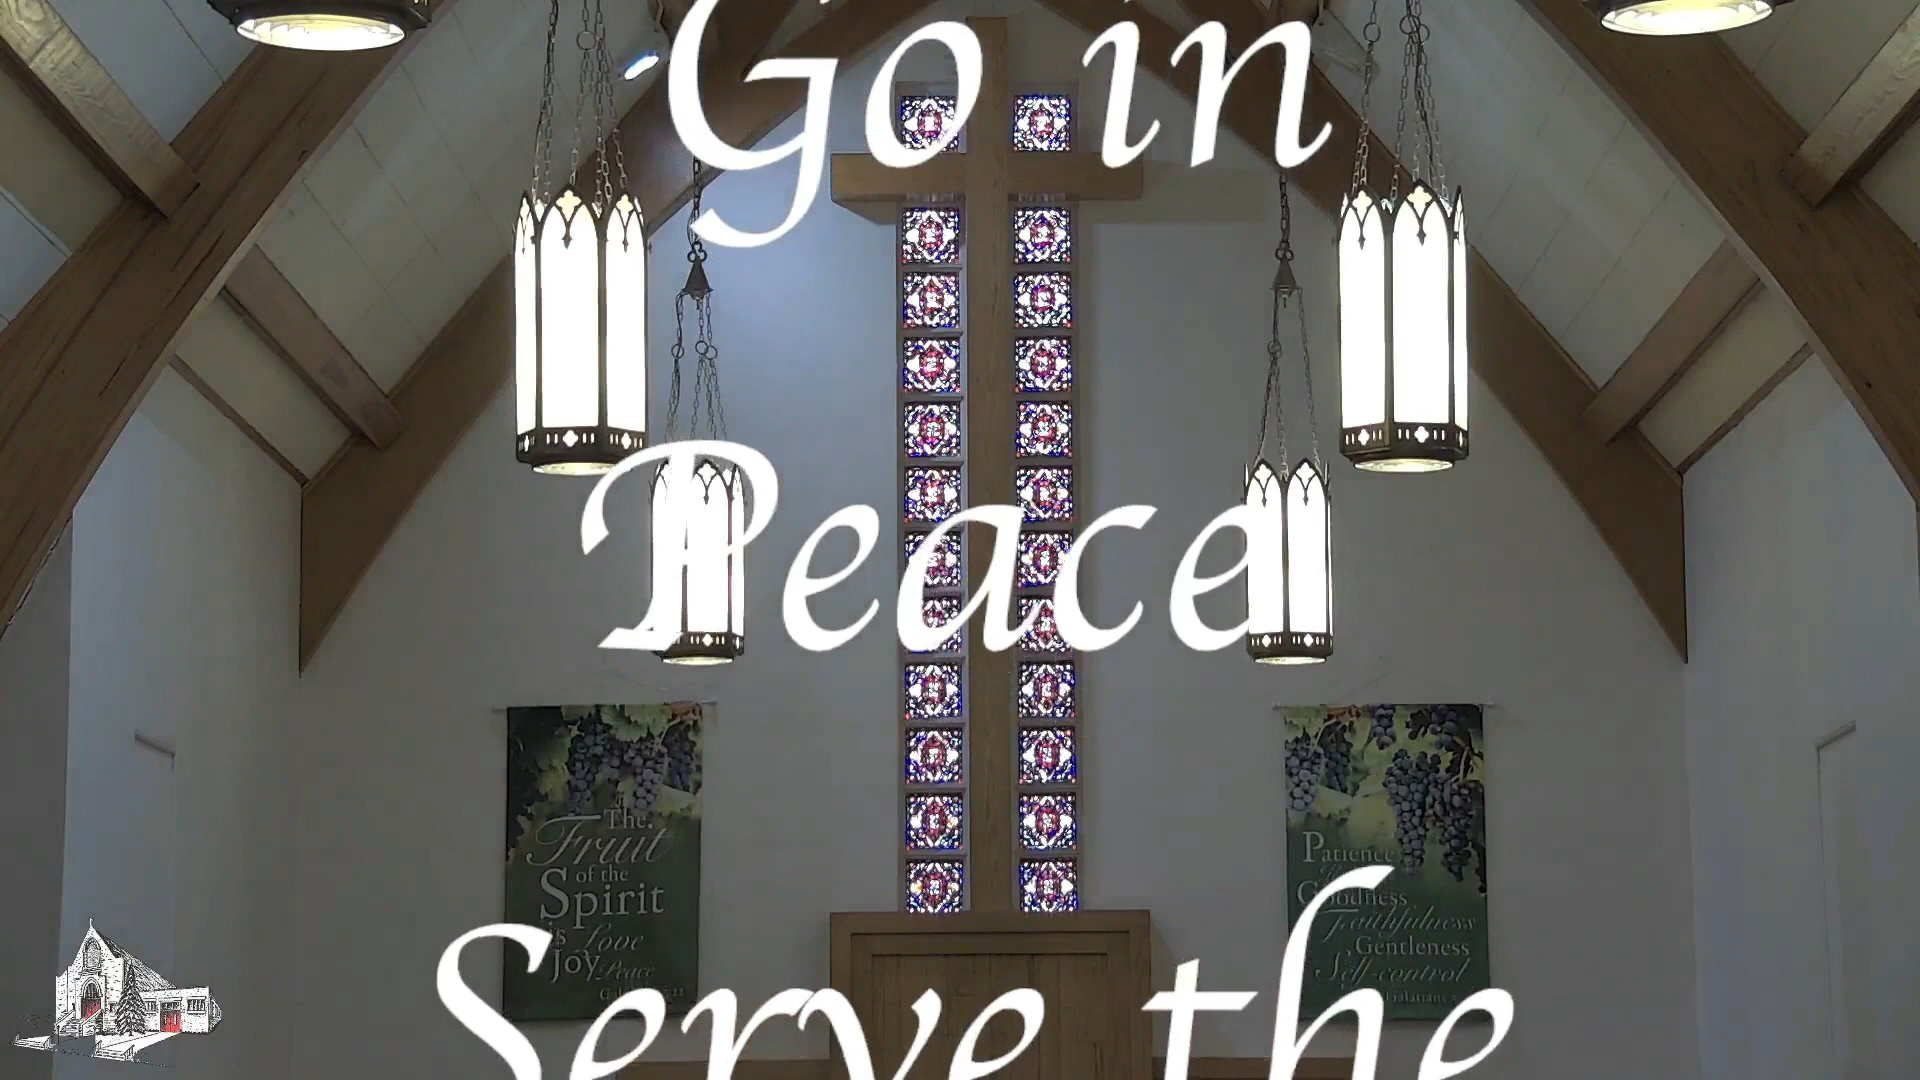 Go in
Peace
Serve the
The
Fruit
of the
Spirit
is Love
Joy Peace
Patience
Goodness
Faithfulness
Gentleness
Self-control
Galatians